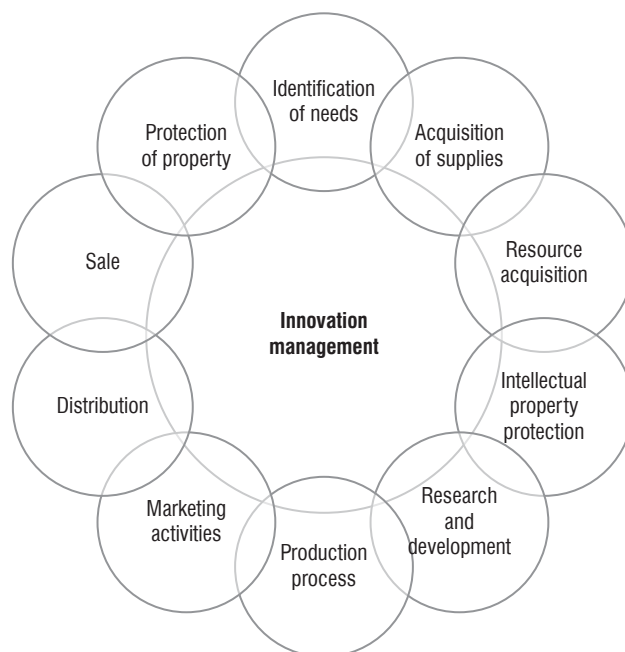 Identification
of needs
Acquisition
of supplies
Resource
acquisition
Intellectual
property
protection
Research
and
development
Production
process
Marketing
activities
Distribution
Sale
Protection
of property
Innovation
management